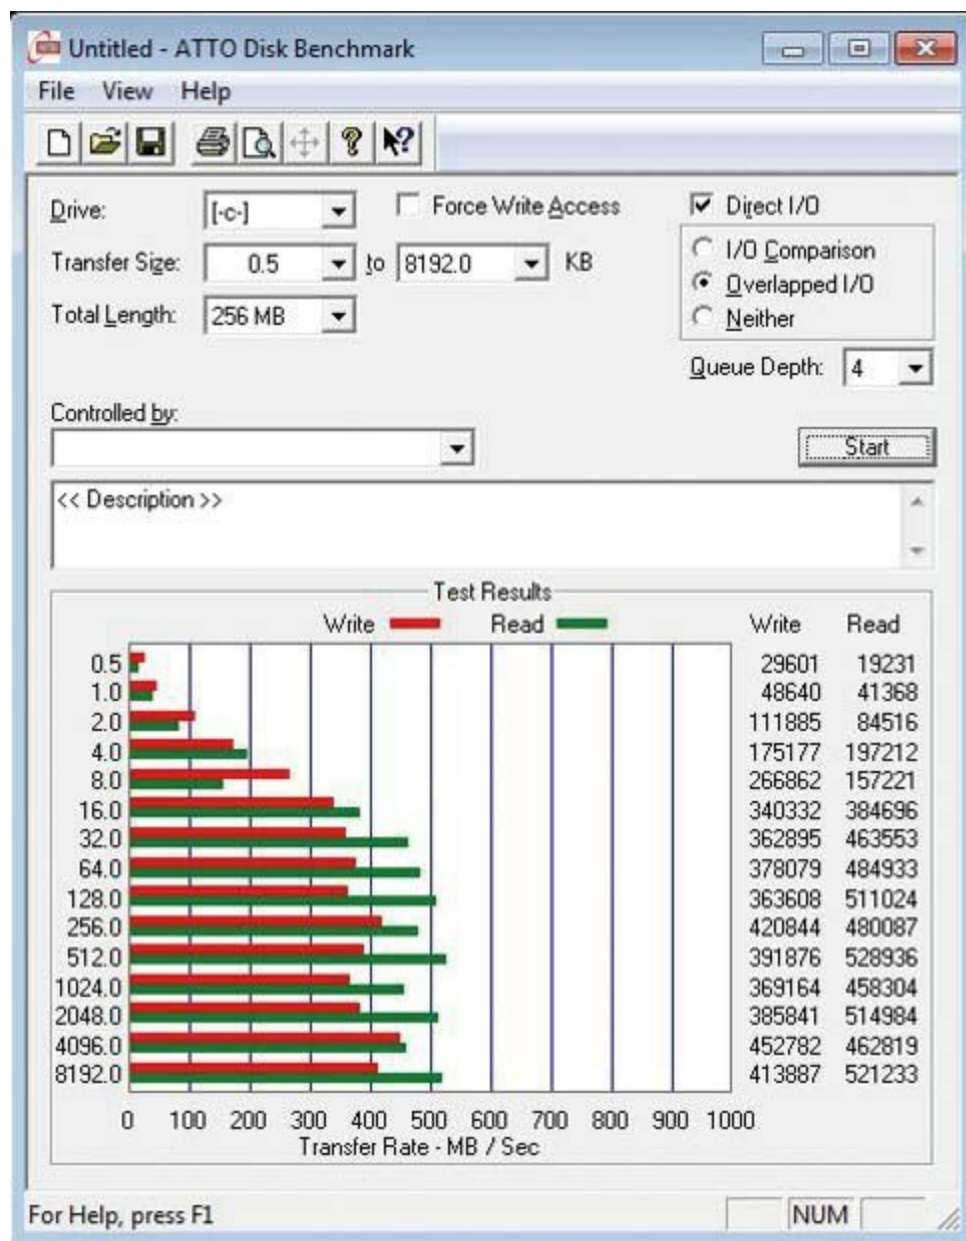 Untitled - ATTO Disk Benchmark
File View Help
Drive: [-c-] Force Write Access Direct I/O
Transfer Size: 0.5 to 8192.0 KB
I/O Comparison
Overlapped I/O
Total Length: 256 MB
Neither
Queue Depth: 4
Controlled by:
Start
<< Description >>
Test Results
Write Read Write Read
0.5 29601 19231
1.0 48640 41368
2.0 111885 84516
4.0 175177 197212
8.0 266862 157221
16.0 340332 384696
32.0 362895 463553
64.0 378079 484933
128.0 363608 511024
256.0 420844 480087
512.0 391876 528936
1024.0 369164 458304
2048.0 385841 514984
4096.0 452782 462819
8192.0 413887 521233
0 100 200 300 400 500 600 700 800 900 1000
Transfer Rate - MB / Sec
For Help, press F1 NUM